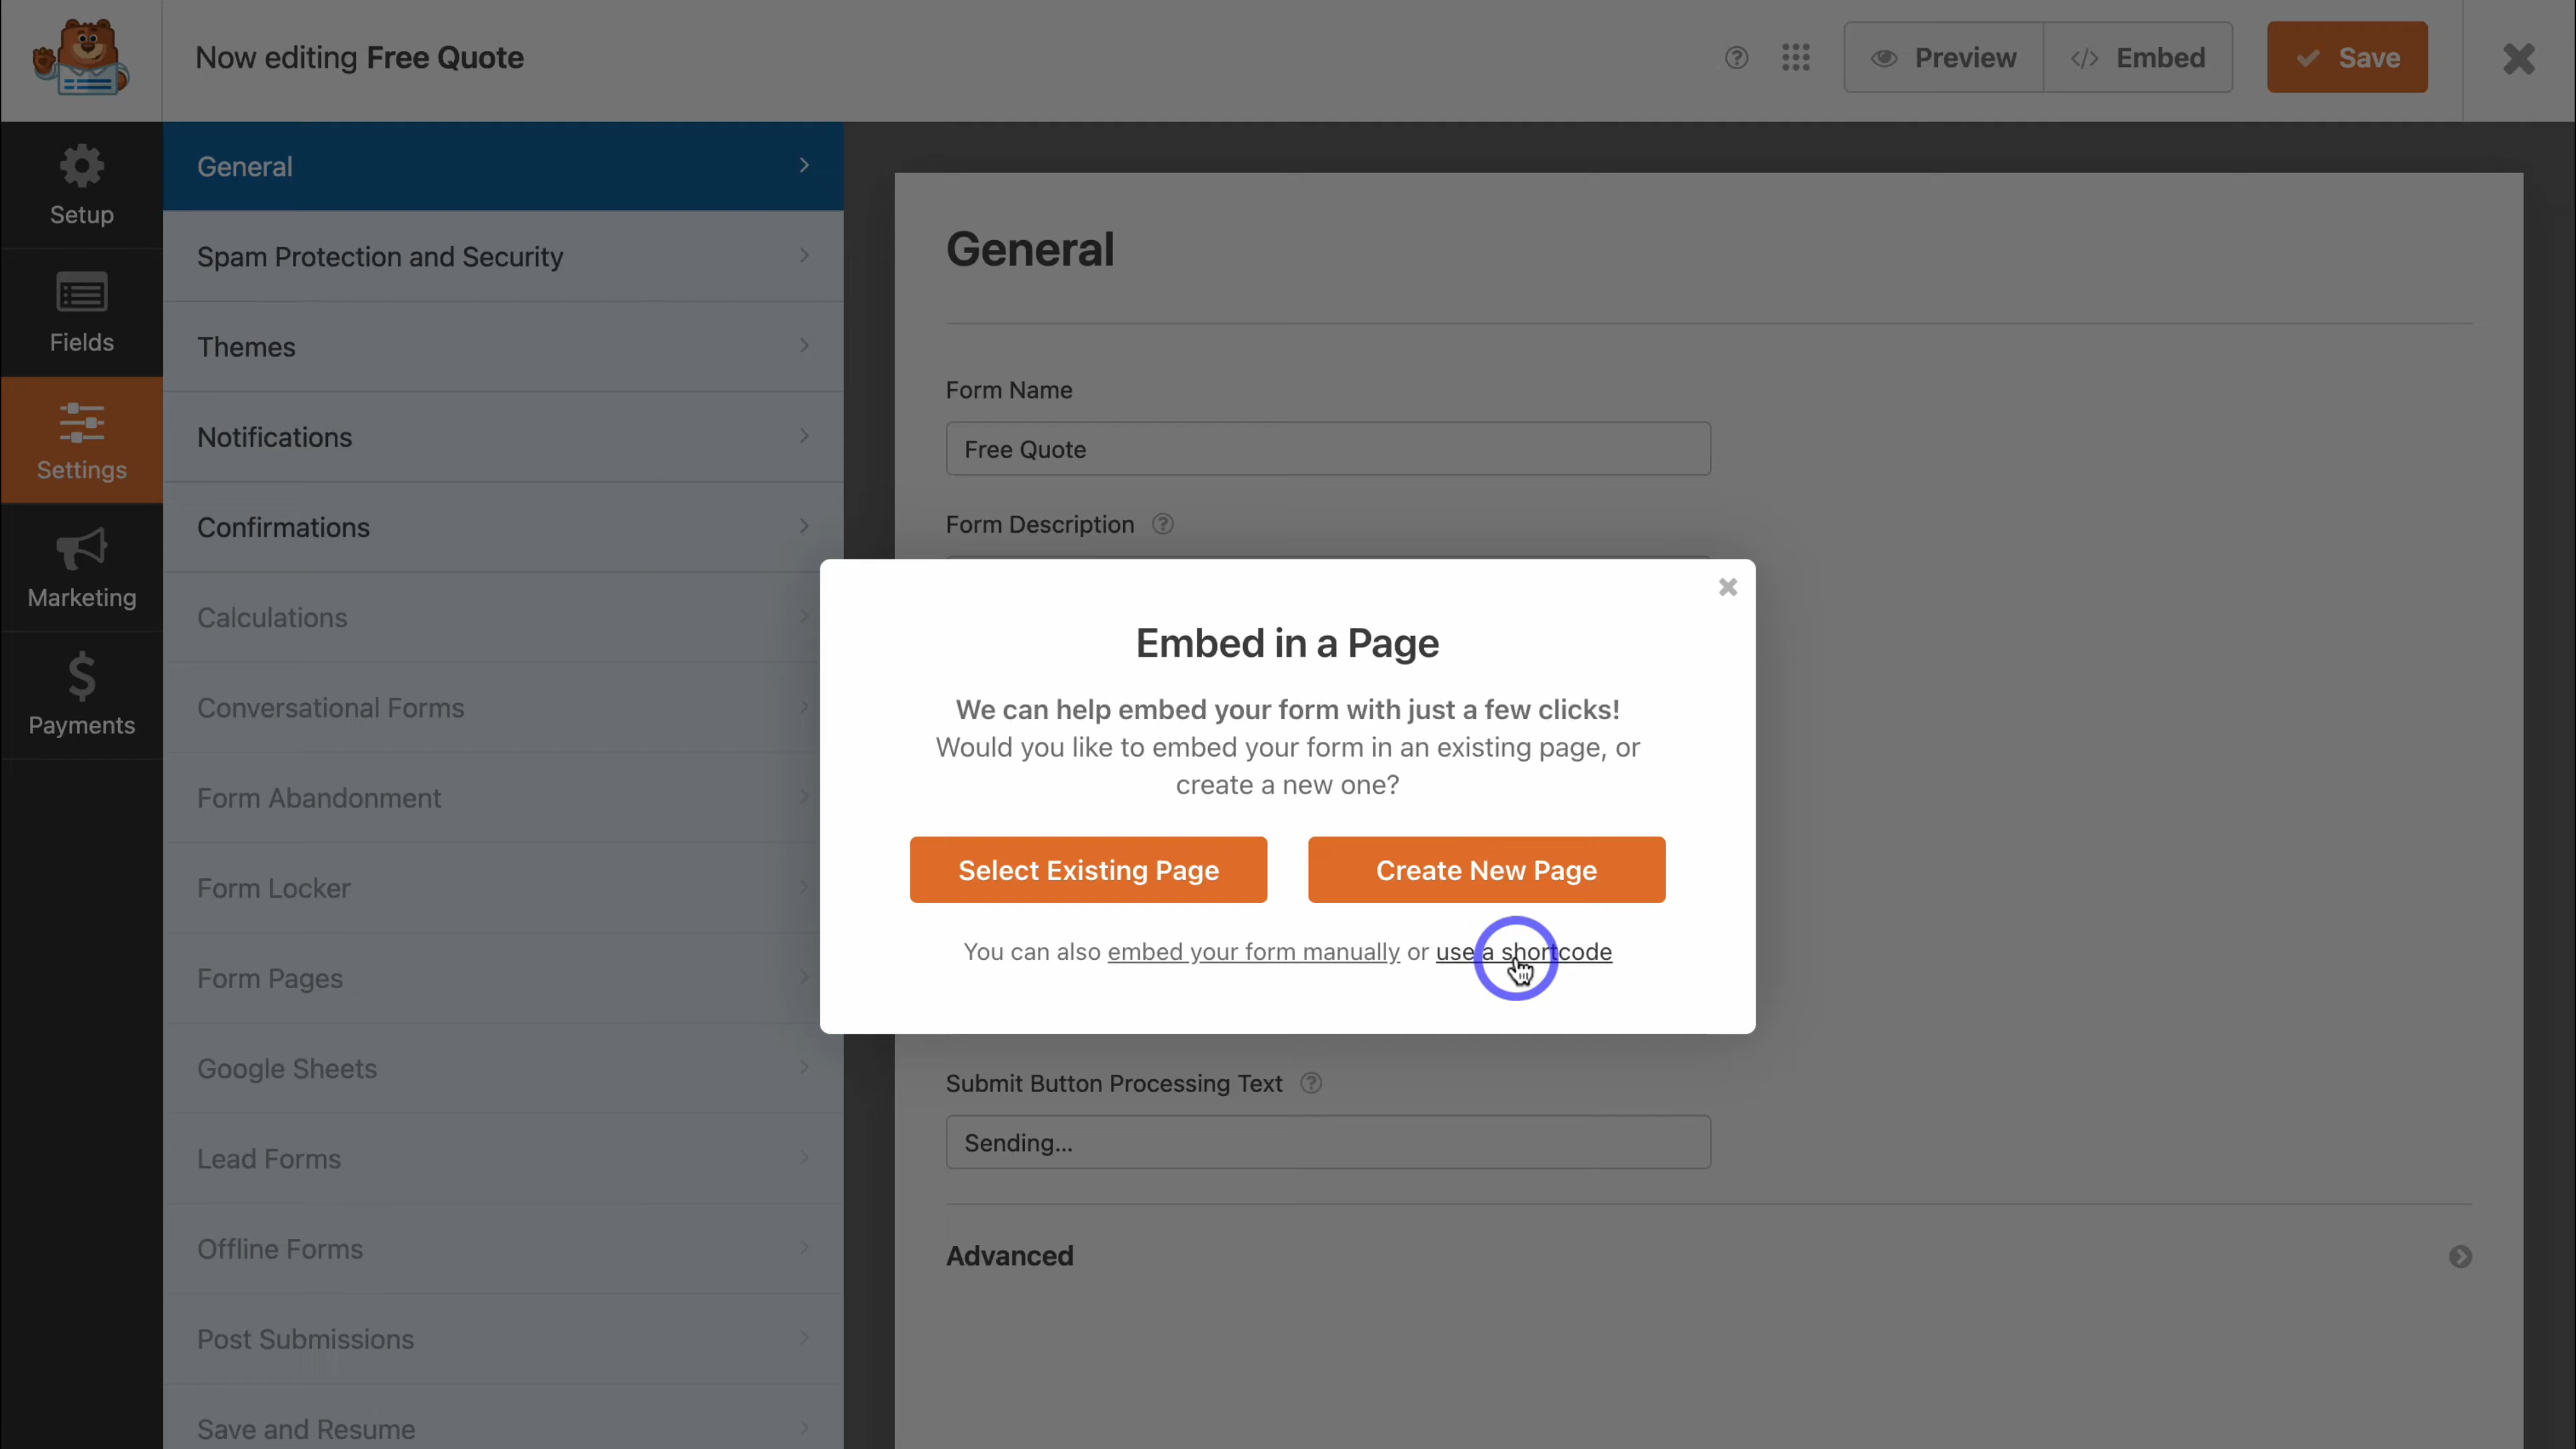 Now editing Free Quote
Preview
Embed
Save
Setup
Fields
Settings
Marketing
Payments
General
Spam Protection and Security
Themes
Notifications
Confirmations
Calculations
Conversational Forms
Form Abandonment
Form Locker
Form Pages
Google Sheets
Lead Forms
Offline Forms
Post Submissions
Save and Resume
General
Form Name
Free Quote
Form Description
Embed in a Page
We can help embed your form with just a few clicks!
Would you like to embed your form in an existing page, or
create a new one?
Select Existing Page
Create New Page
You can also embed your form manually or use a shortcode
Submit Button Processing Text
Sending...
Advanced